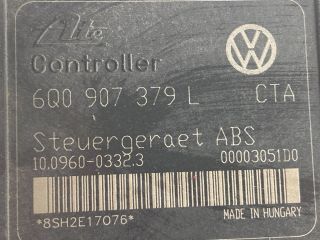 Ate
Controller
6Q0 907 379 L CTA
Steuergeraet ABS
10.0960-0332.3 00003051D0
*8SH2E17076* MADE IN HUNGARY